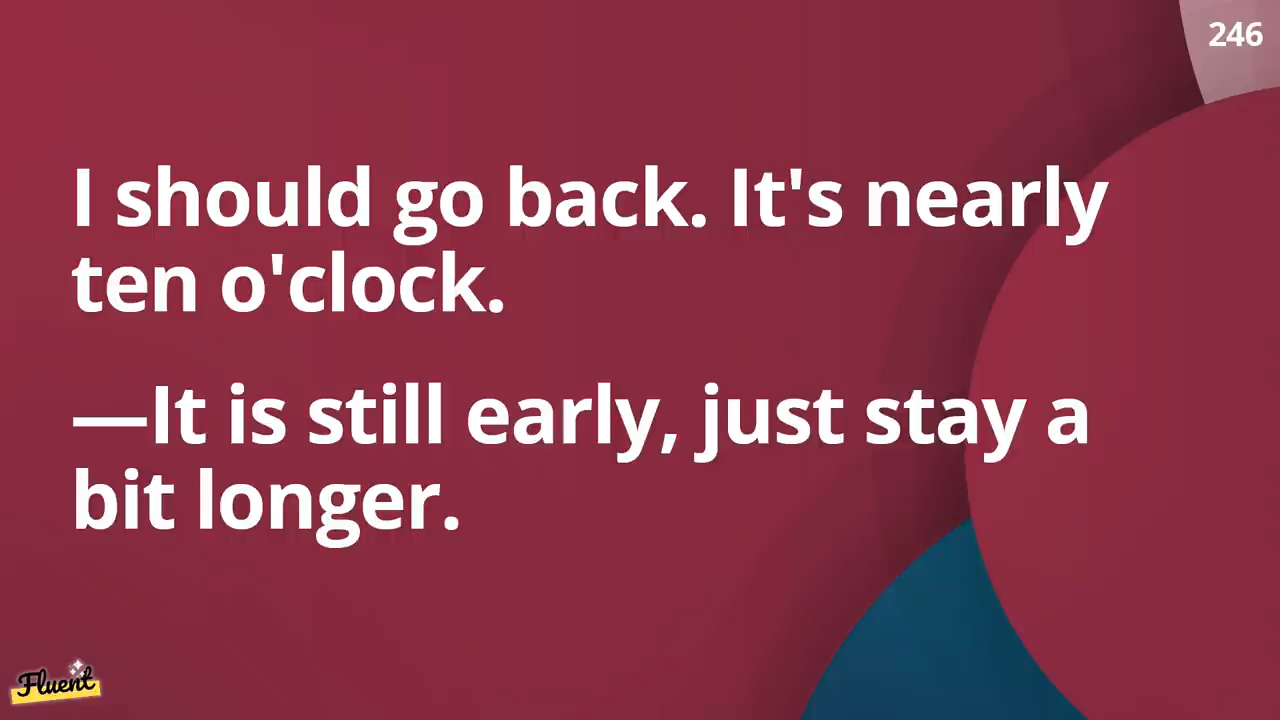 246
I should go back. It's nearly
ten o'clock.
—It is still early, just stay a
bit longer.
Fluent